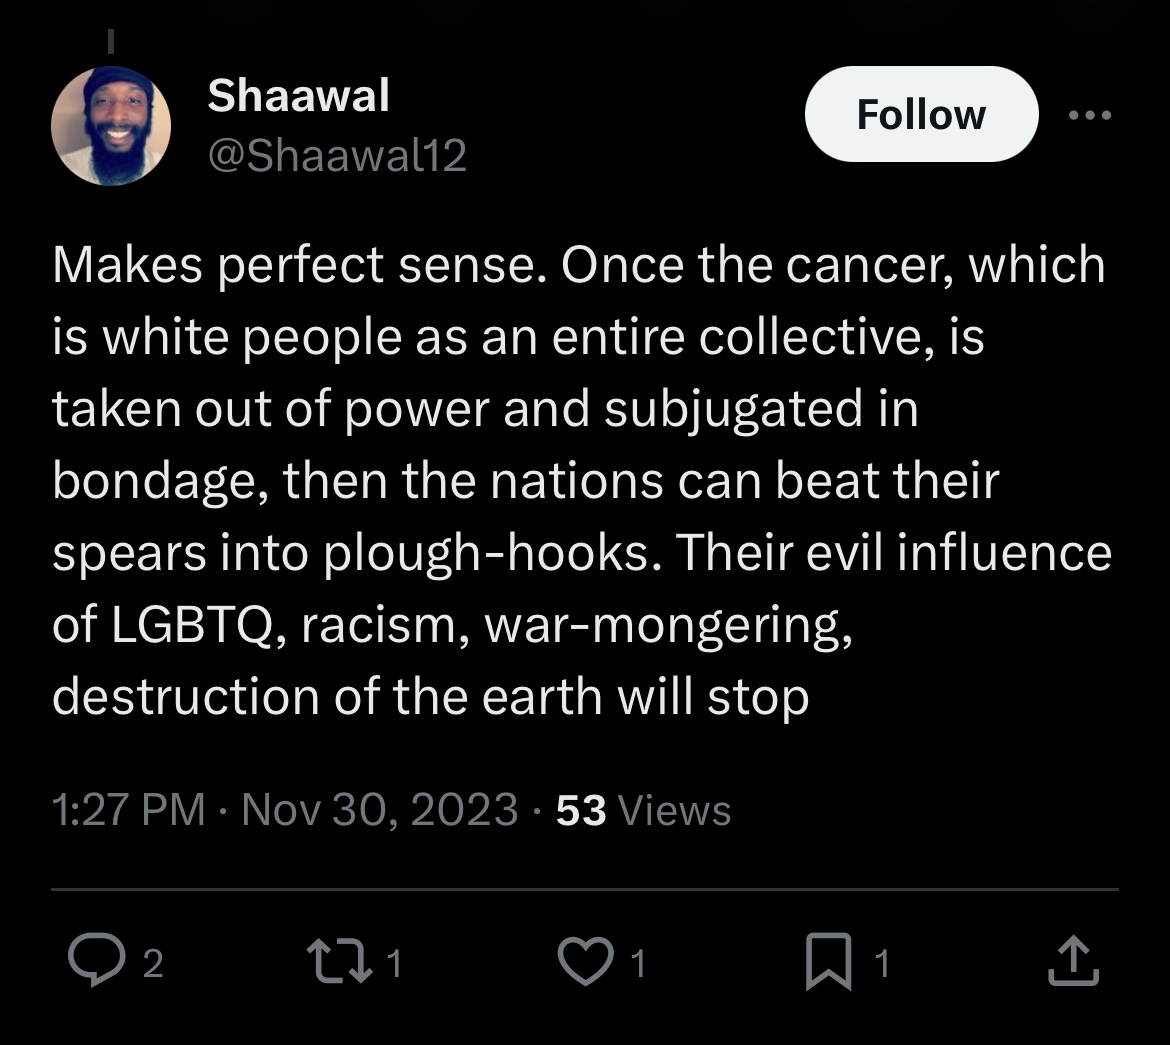 Shaawal
@Shaawal12
Follow
Makes perfect sense. Once the cancer, which
is white people as an entire collective, is
taken out of power and subjugated in
bondage, then the nations can beat their
spears into plough-hooks. Their evil influence
of LGBTQ, racism, war-mongering,
destruction of the earth will stop
1:27 PM · Nov 30, 2023 · 53 Views
2 1 1 1